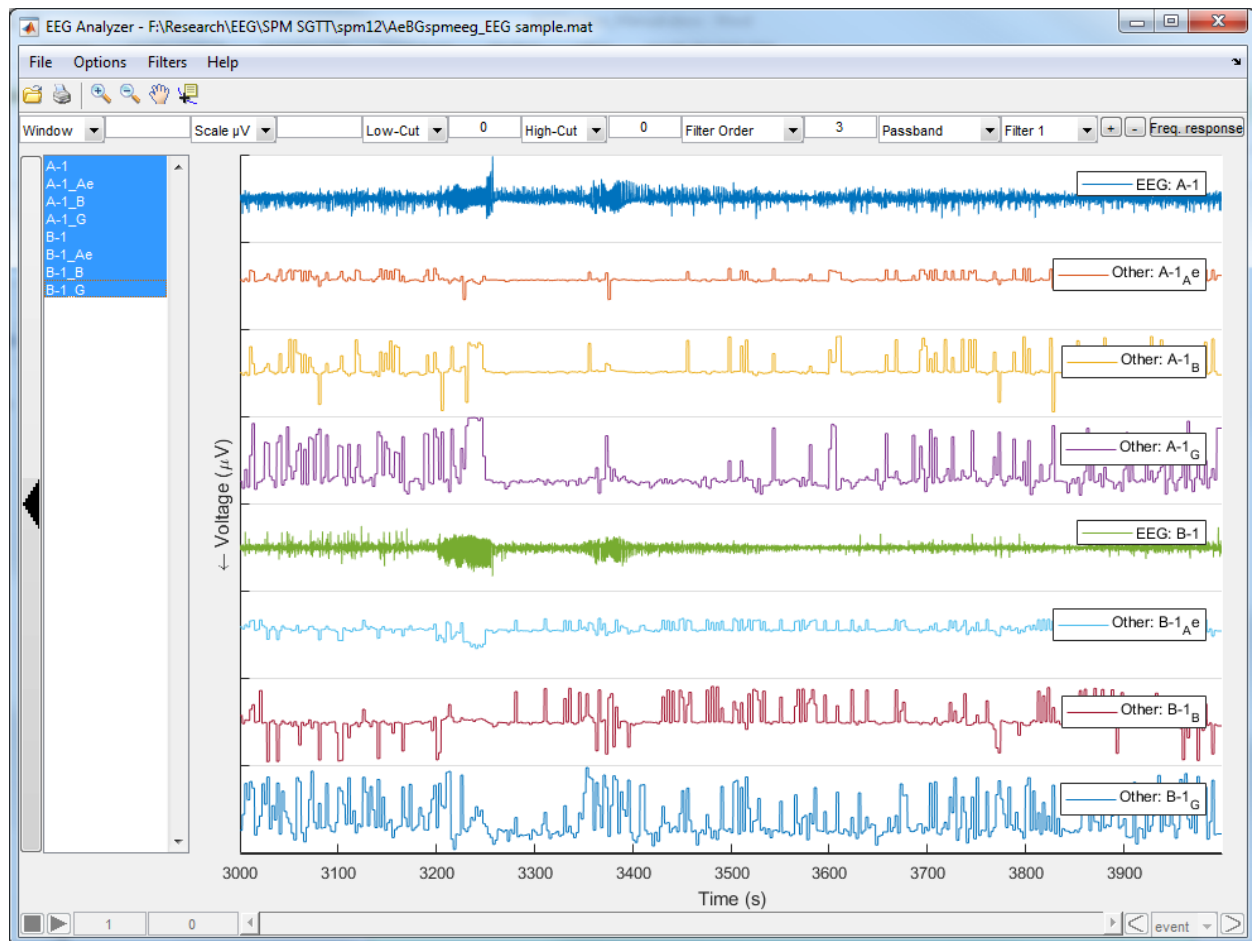 EEG Analyzer - F:\Research\EEG\SPM SGTT\spm12\AeBGspmeeg_EEG sample.mat
File Options Filters Help
Window Scale µV Low-Cut 0 High-Cut 0 Filter Order 3 Passband Filter 1 + - Freq. response
A-1
A-1_Ae
A-1_B
A-1_G
B-1
B-1_Ae
B-1_B
B-1_G
← Voltage (µV)
EEG: A-1
Other: A-1Ae
Other: A-1B
Other: A-1G
EEG: B-1
Other: B-1Ae
Other: B-1B
Other: B-1G
3000 3100 3200 3300 3400 3500 3600 3700 3800 3900
Time (s)
1 0 < event >